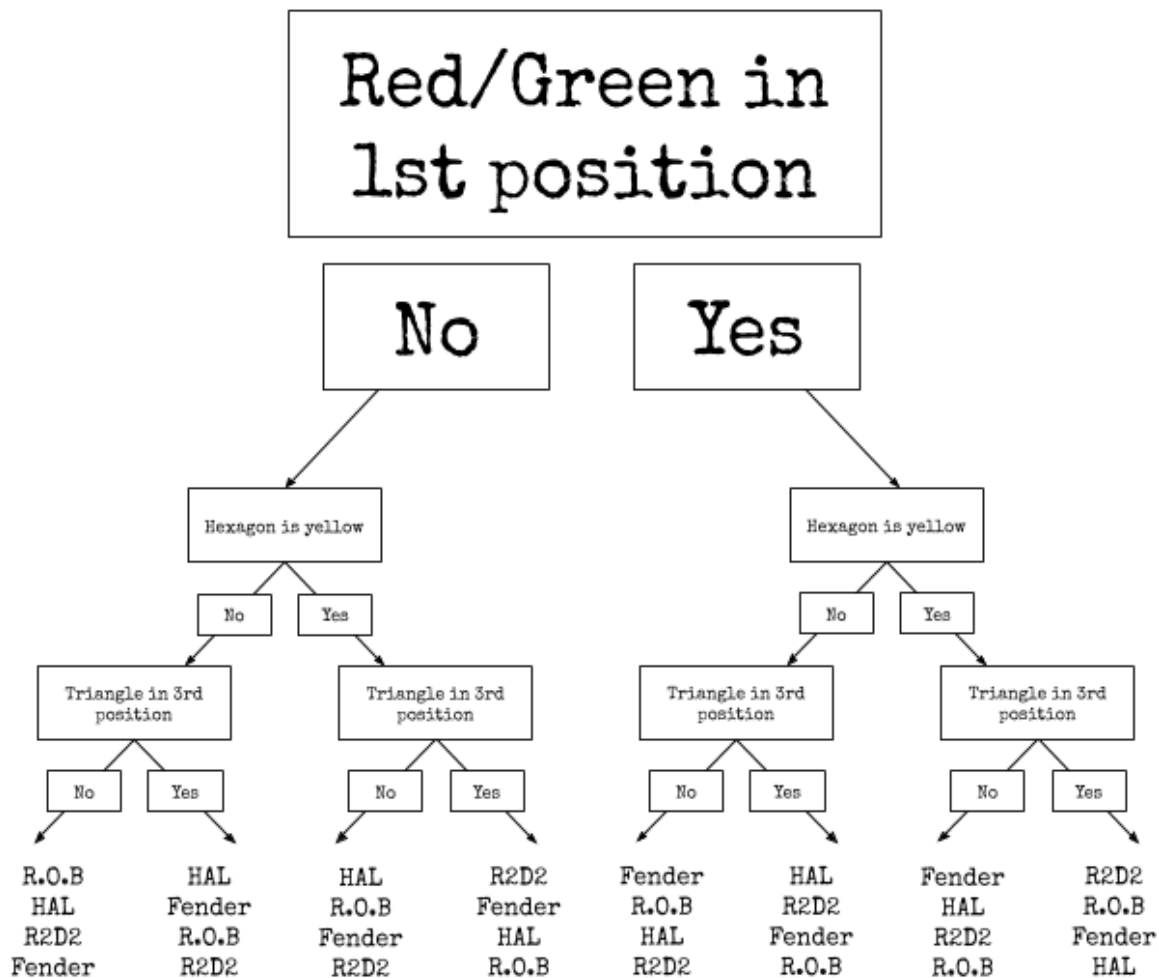 Red/Green in
1st position
No
Yes
Hexagon is yellow
Hexagon is yellow
No
Yes
No
Yes
Triangle in 3rd
position
Triangle in 3rd
position
Triangle in 3rd
position
Triangle in 3rd
position
No
Yes
No
Yes
No
Yes
No
Yes
R.O.B
HAL
R2D2
Fender
HAL
Fender
R.O.B
R2D2
HAL
R.O.B
Fender
R2D2
R2D2
Fender
HAL
R.O.B
Fender
R.O.B
HAL
R2D2
HAL
R2D2
Fender
R.O.B
Fender
HAL
R2D2
R.O.B
R2D2
R.O.B
Fender
HAL